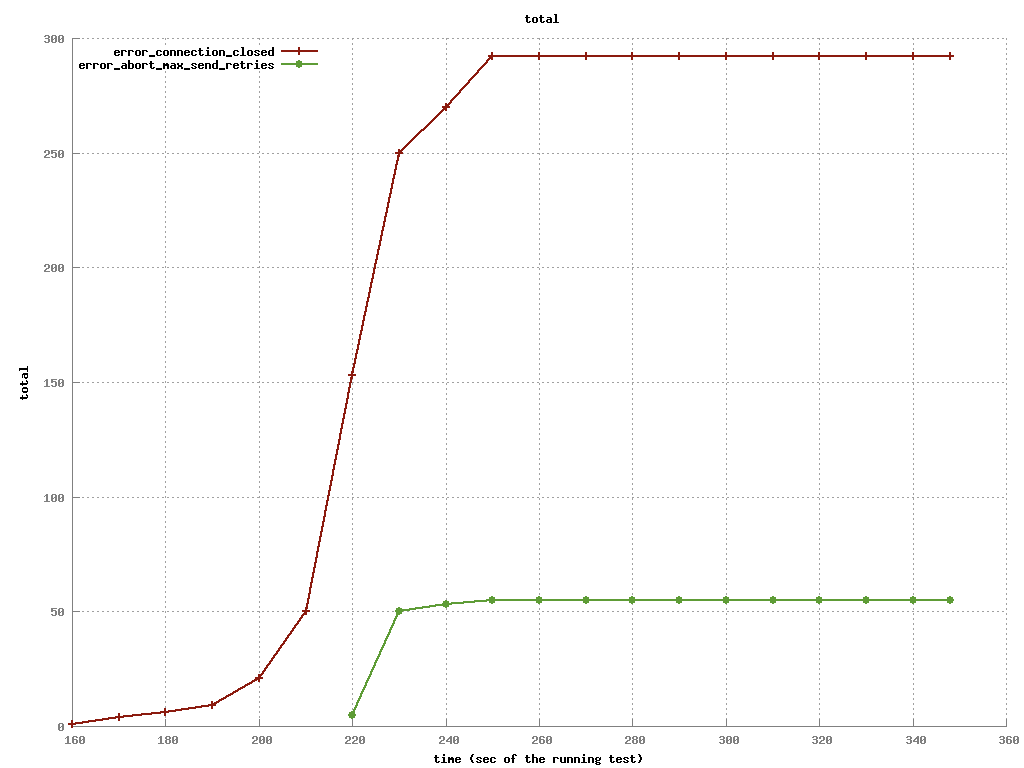 total
300
error_connection_closed
error_abort_max_send_retries
250
200
total
150
100
50
0
160 180 200 220 240 260 280 300 320 340 360
time (sec of the running test)